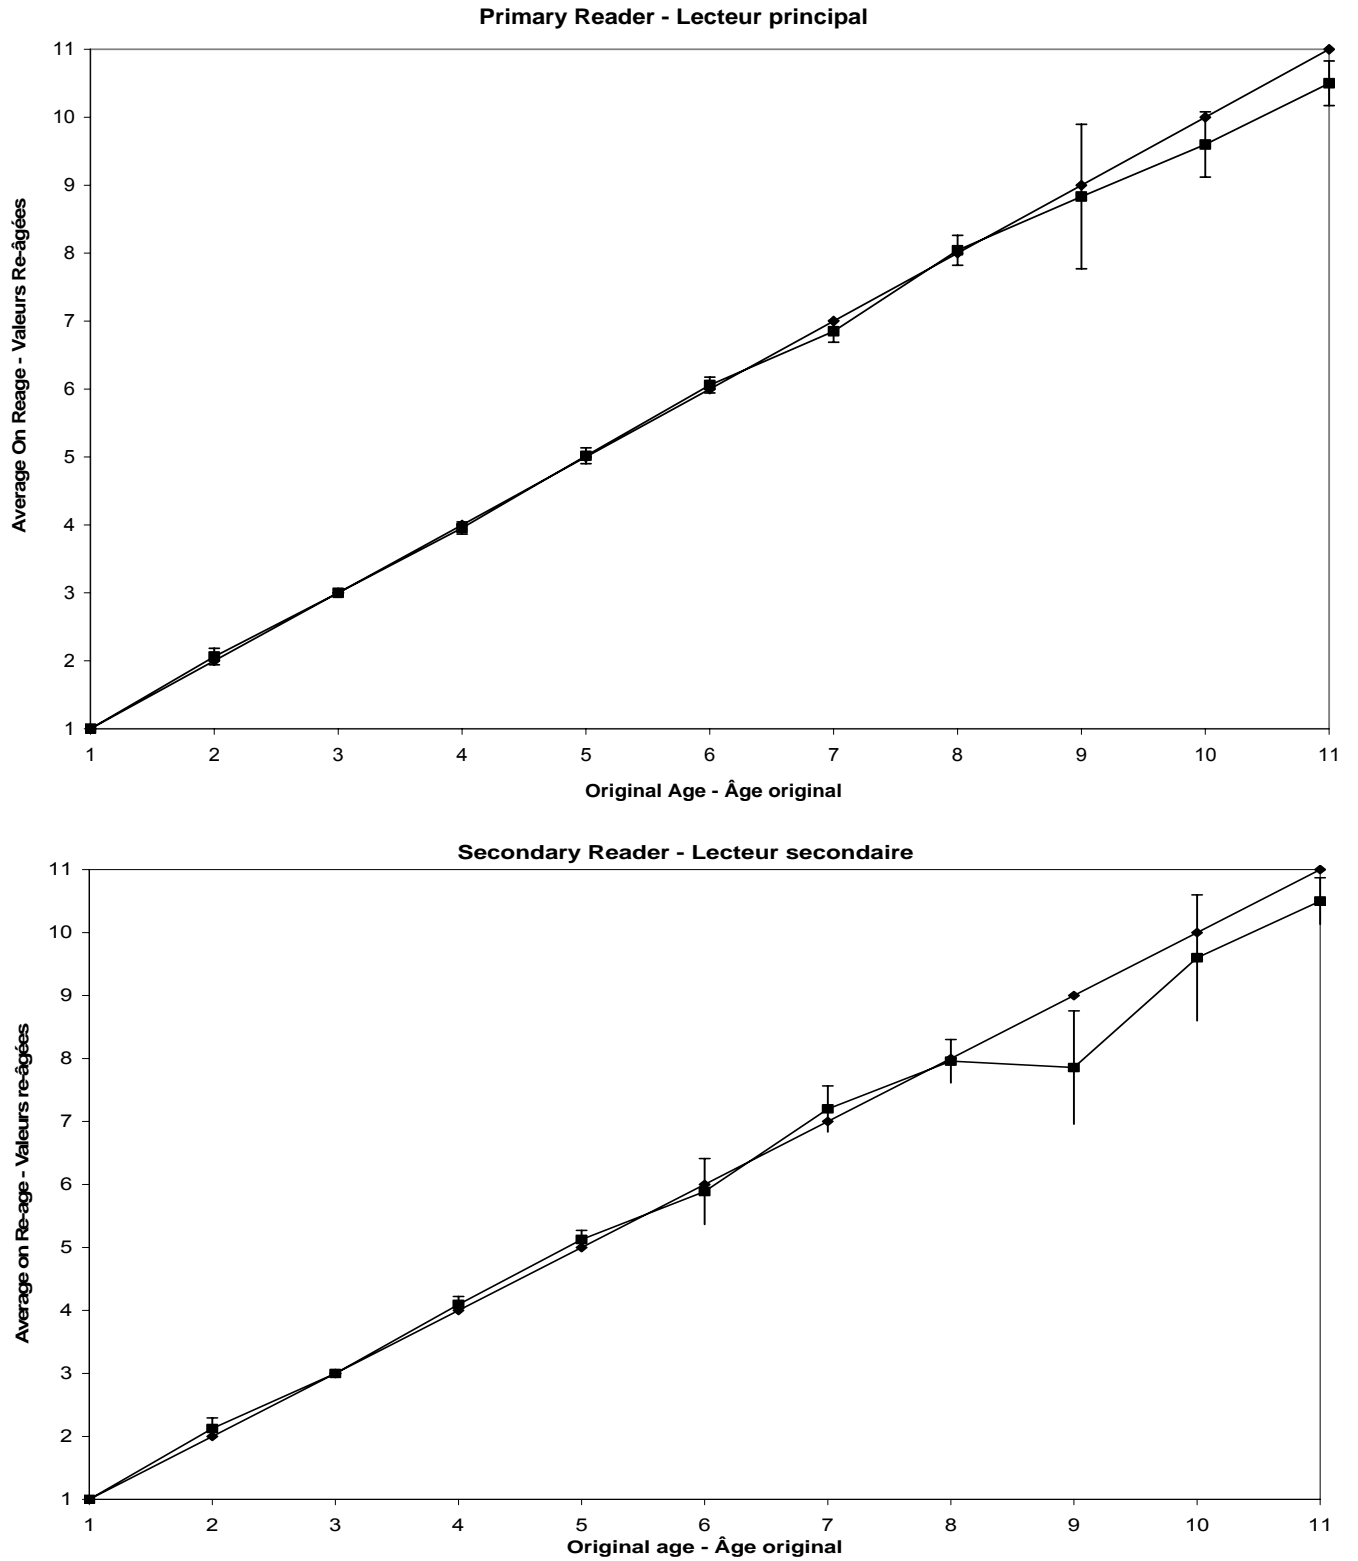 Primary Reader - Lecteur principal
11
10
9
8
7
6
5
4
3
2
1
Average On Reage - Valeurs Re-âgées
1 2 3 4 5 6 7 8 9 10 11
Original Age - Âge original
Secondary Reader - Lecteur secondaire
11
10
9
8
7
6
5
4
3
2
1
Average on Re-age - Valeurs re-âgées
1 2 3 4 5 6 7 8 9 10 11
Original age - Âge original